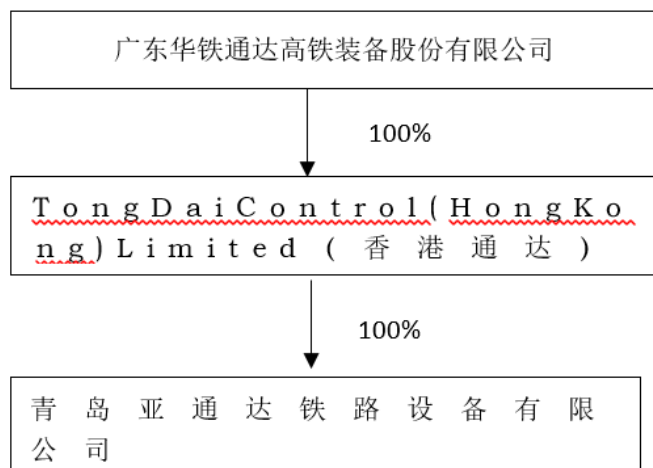 广东华铁通达高铁装备股份有限公司
100%
TongDaiControl(HongKo
ng)Limited(香港通达)
100%
青岛亚通达铁路设备有限
公司